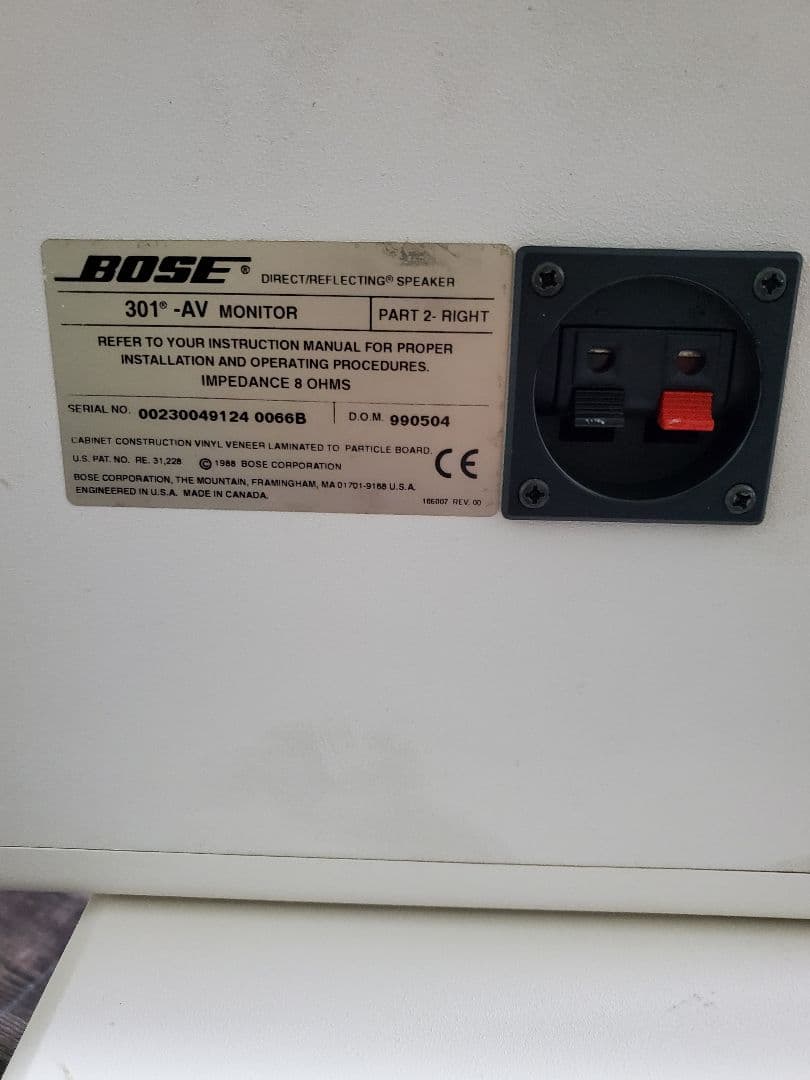 BOSE® DIRECT/REFLECTING® SPEAKER
301® -AV MONITOR PART 2- RIGHT
REFER TO YOUR INSTRUCTION MANUAL FOR PROPER
INSTALLATION AND OPERATING PROCEDURES.
IMPEDANCE 8 OHMS
SERIAL NO. 00230049124 0066B D.O.M. 990504
CABINET CONSTRUCTION VINYL VENEER LAMINATED TO PARTICLE BOARD.
U.S. PAT. NO. RE. 31,228 © 1988 BOSE CORPORATION CE
BOSE CORPORATION, THE MOUNTAIN, FRAMINGHAM, MA 01701-9168 U.S.A.
ENGINEERED IN U.S.A. MADE IN CANADA.
REV. 00